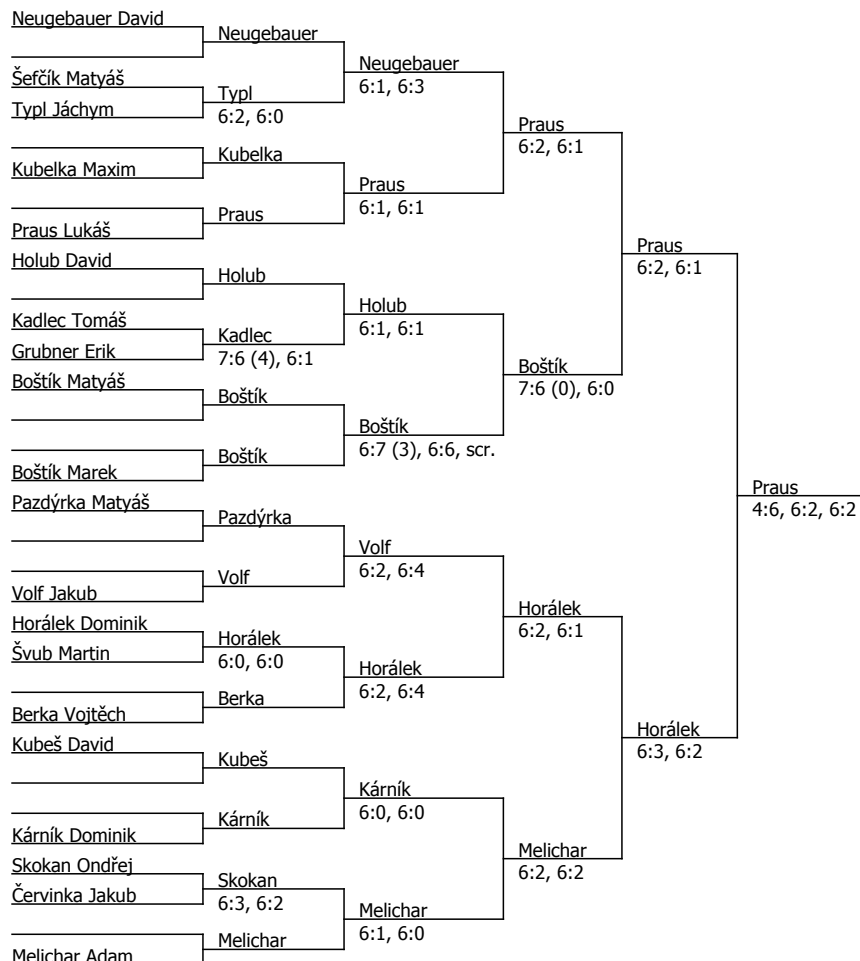 Neugebauer David
Neugebauer
Neugebauer
6:1, 6:3
Šefčík Matyáš
Typl
Typl Jáchym
6:2, 6:0
Praus
6:2, 6:1
Kubelka
Kubelka Maxim
Praus
6:1, 6:1
Praus
Praus Lukáš
Praus
6:2, 6:1
Holub David
Holub
Holub
6:1, 6:1
Kadlec Tomáš
Kadlec
Grubner Erik
7:6 (4), 6:1
Boštík
7:6 (0), 6:0
Boštík Matyáš
Boštík
Boštík
6:7 (3), 6:6, scr.
Boštík
Boštík Marek
Praus
4:6, 6:2, 6:2
Pazdýrka Matyáš
Pazdýrka
Volf
6:2, 6:4
Volf
Volf Jakub
Horálek
6:2, 6:1
Horálek Dominik
Horálek
Švub Martin
6:0, 6:0
Horálek
6:2, 6:4
Berka
Berka Vojtěch
Horálek
6:3, 6:2
Kubeš David
Kubeš
Kárník
6:0, 6:0
Kárník
Kárník Dominik
Melichar
6:2, 6:2
Skokan Ondřej
Skokan
Červinka Jakub
6:3, 6:2
Melichar
6:1, 6:0
Melichar
Melichar Adam